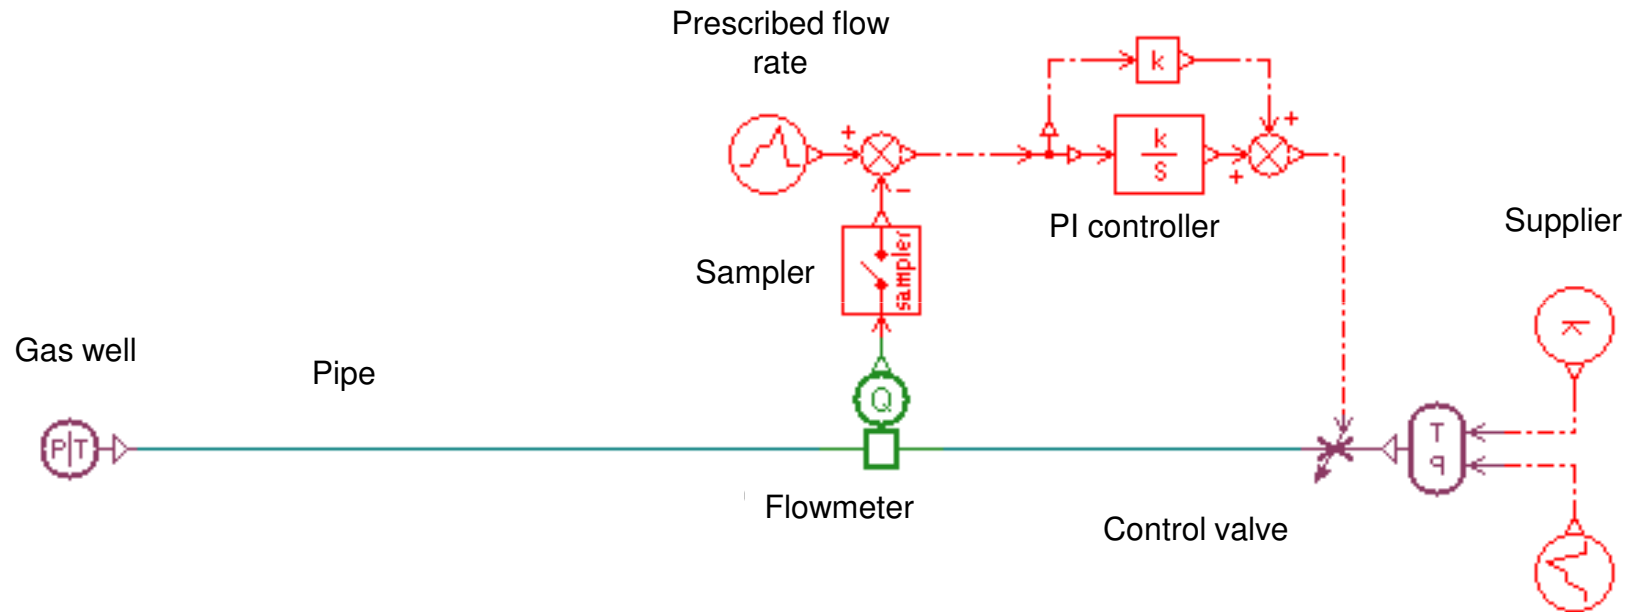 Prescribed flow
rate
k
+
+
k
S
+
−
sampler
PI controller
Supplier
Sampler
K
Gas well
Pipe
Q
P|T
T
q
Flowmeter
Control valve